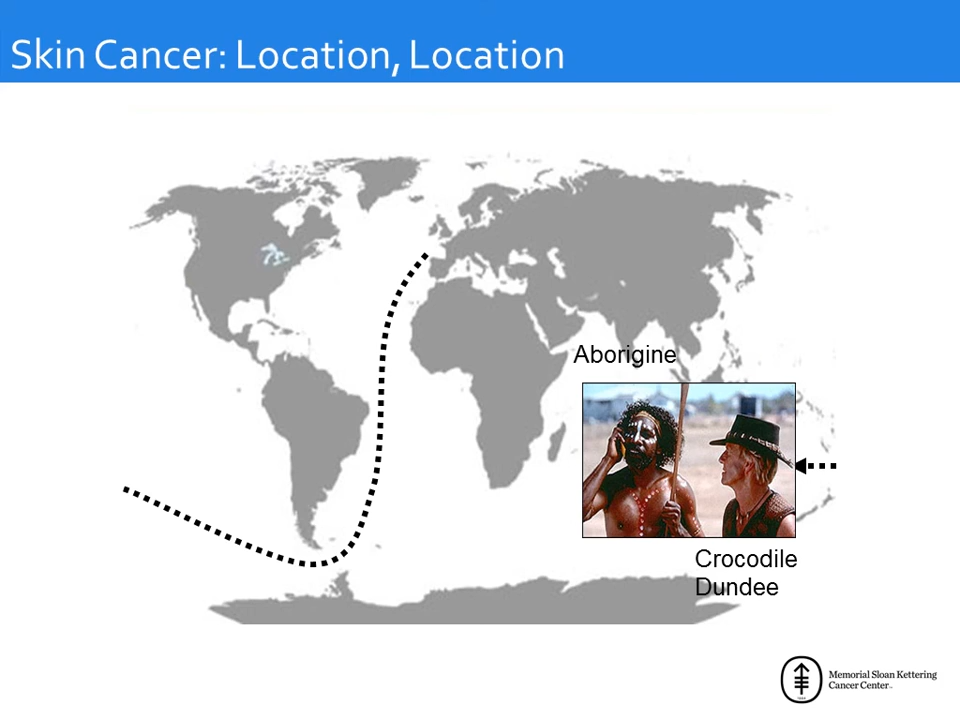 Skin Cancer: Location, Location
Aborigine
Crocodile
Dundee
Memorial Sloan Kettering
Cancer Center